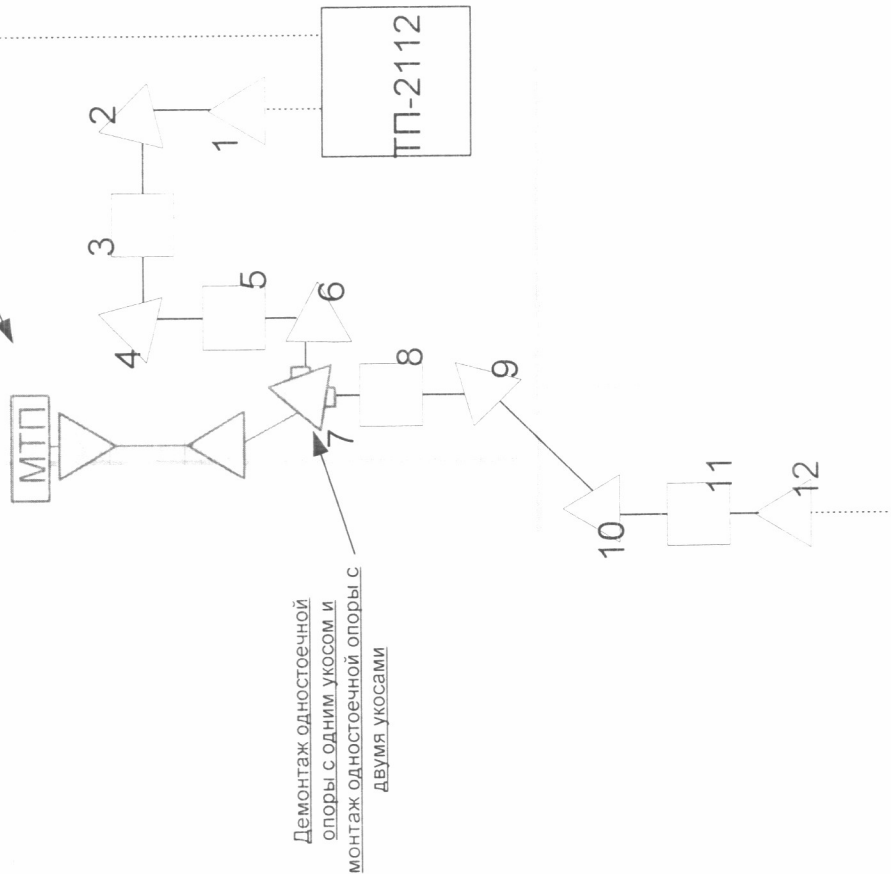 ТП-2112
1
2
3
4
5
6
МТП
7
8
9
10
11
12
Демонтаж одностоечной
опоры с одним укосом и
монтаж одностоечной опоры с
двумя укосами